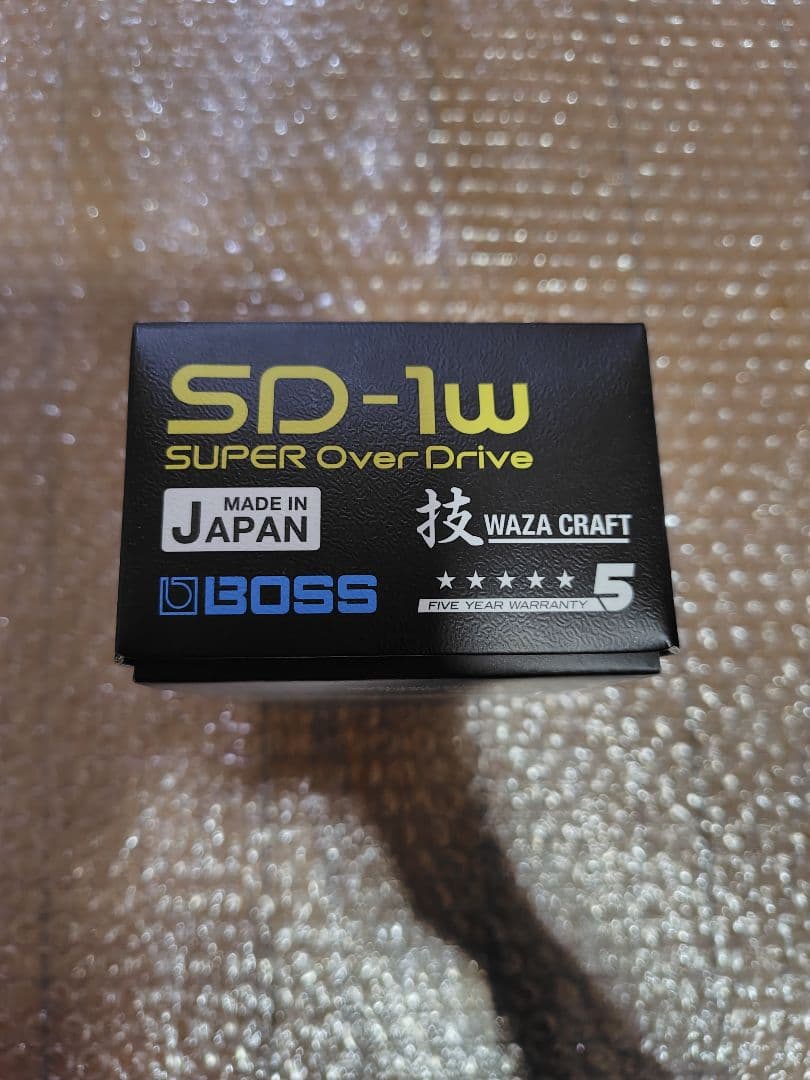 SD-1w
SUPER Over Drive
MADE IN
JAPAN
技 WAZA CRAFT
BOSS
★★★★★ 5
FIVE YEAR WARRANTY